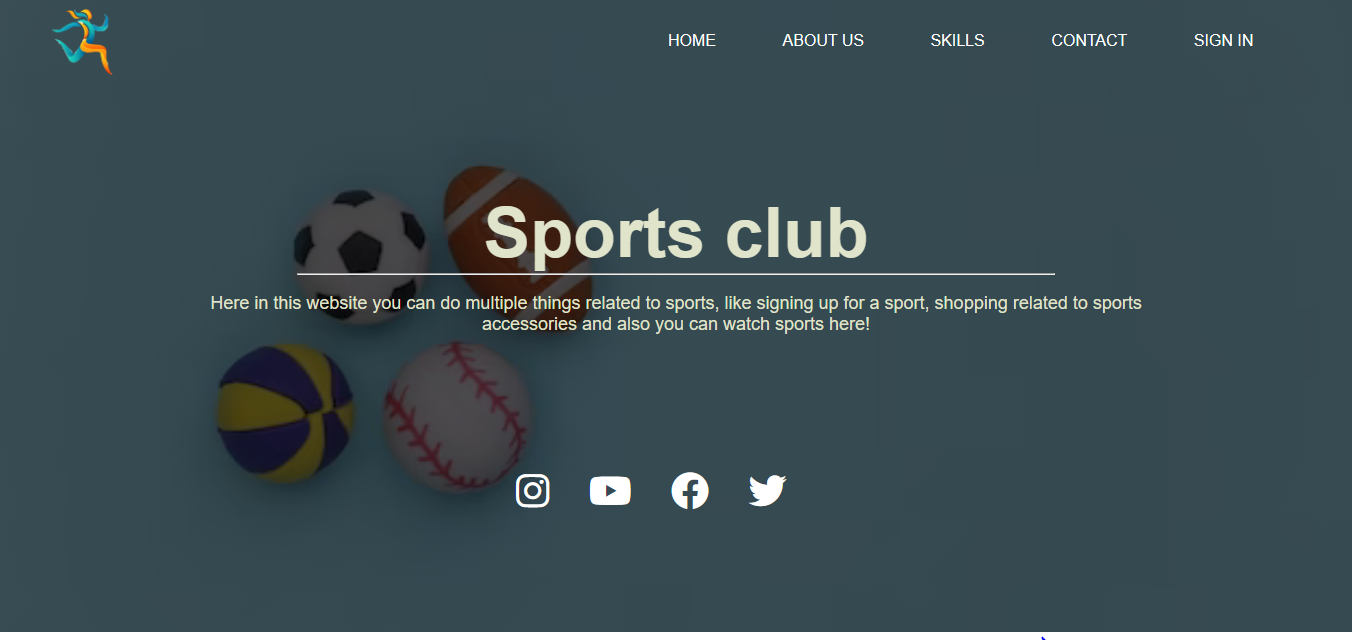 HOME ABOUT US SKILLS CONTACT SIGN IN
Sports club
Here in this website you can do multiple things related to sports, like signing up for a sport, shopping related to sports
accessories and also you can watch sports here!